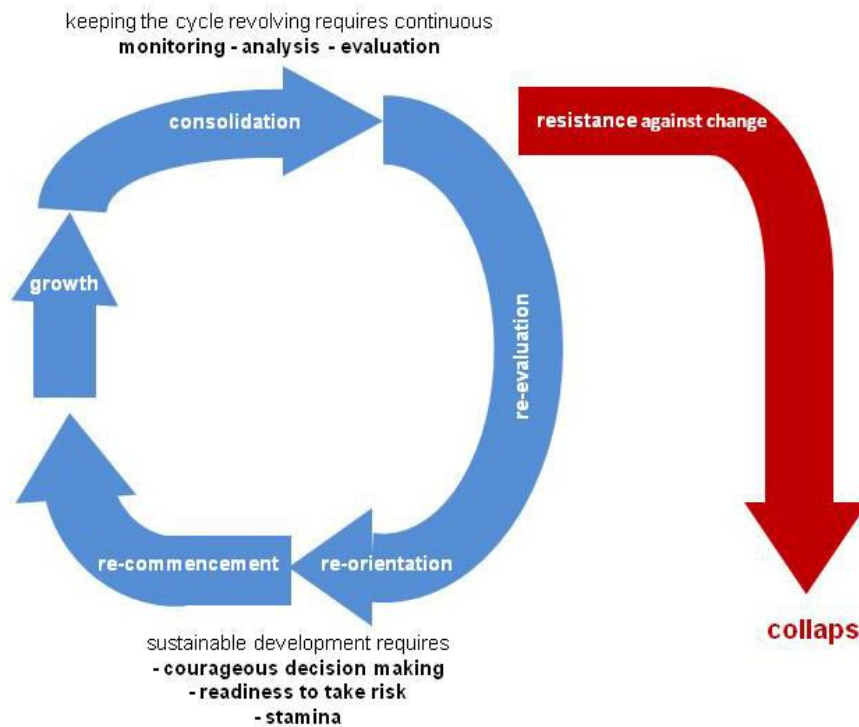 keeping the cycle revolving requires continuous
monitoring - analysis - evaluation
consolidation
resistance against change
growth
re-evaluation
re-commencement
re-orientation
collaps
sustainable development requires
- courageous decision making
- readiness to take risk
- stamina